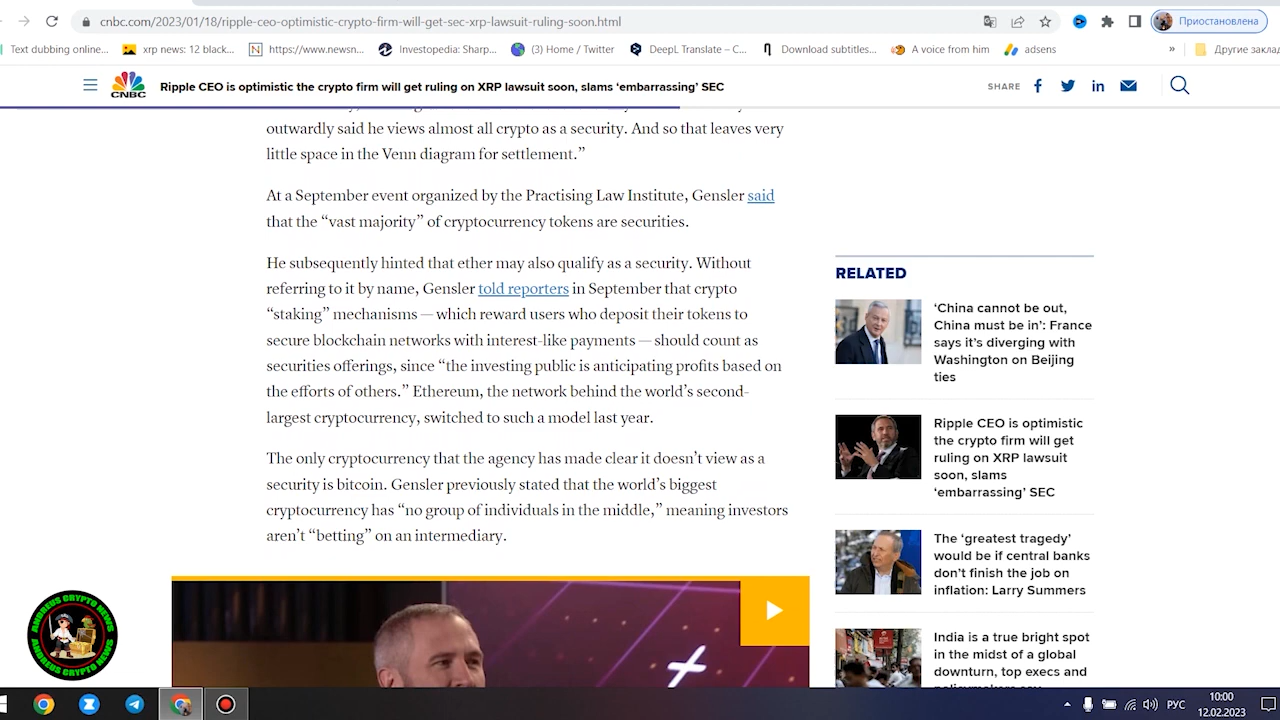 cnbc.com/2023/01/18/ripple-ceo-optimistic-crypto-firm-will-get-sec-xrp-lawsuit-ruling-soon.html
Приостановлена
Text dubbing online...
xrp news: 12 black...
https://www.newsn...
Investopedia: Sharp...
(3) Home / Twitter
DeepL Translate – C...
Download subtitles...
A voice from him
adsens
»
Другие закла
CNBC
Ripple CEO is optimistic the crypto firm will get ruling on XRP lawsuit soon, slams ‘embarrassing’ SEC
SHARE
outwardly said he views almost all crypto as a security. And so that leaves very
little space in the Venn diagram for settlement.”
At a September event organized by the Practising Law Institute, Gensler said
that the “vast majority” of cryptocurrency tokens are securities.
He subsequently hinted that ether may also qualify as a security. Without
referring to it by name, Gensler told reporters in September that crypto
“staking” mechanisms — which reward users who deposit their tokens to
secure blockchain networks with interest-like payments — should count as
securities offerings, since “the investing public is anticipating profits based on
the efforts of others.” Ethereum, the network behind the world’s second-
largest cryptocurrency, switched to such a model last year.
The only cryptocurrency that the agency has made clear it doesn’t view as a
security is bitcoin. Gensler previously stated that the world’s biggest
cryptocurrency has “no group of individuals in the middle,” meaning investors
aren’t “betting” on an intermediary.
RELATED
‘China cannot be out,
China must be in’: France
says it’s diverging with
Washington on Beijing
ties
Ripple CEO is optimistic
the crypto firm will get
ruling on XRP lawsuit
soon, slams
‘embarrassing’ SEC
The ‘greatest tragedy’
would be if central banks
don’t finish the job on
inflation: Larry Summers
India is a true bright spot
in the midst of a global
downturn, top execs and
ANDREUS CRYPTO NEWS
ANDREUS CRYPTO NEWS
РУС
10:00
12.02.2023